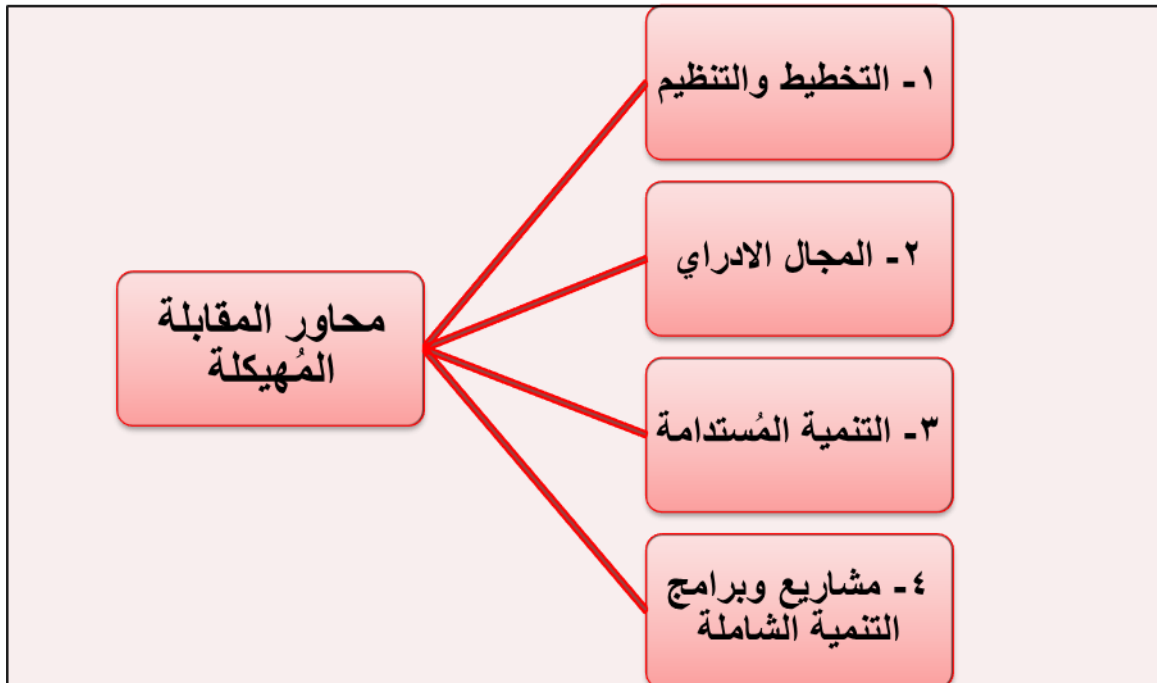 محاور المقابلة
المُهيكلة
١- التخطيط والتنظيم
٢- المجال الادراي
٣- التنمية المُستدامة
٤- مشاريع وبرامج
التنمية الشاملة